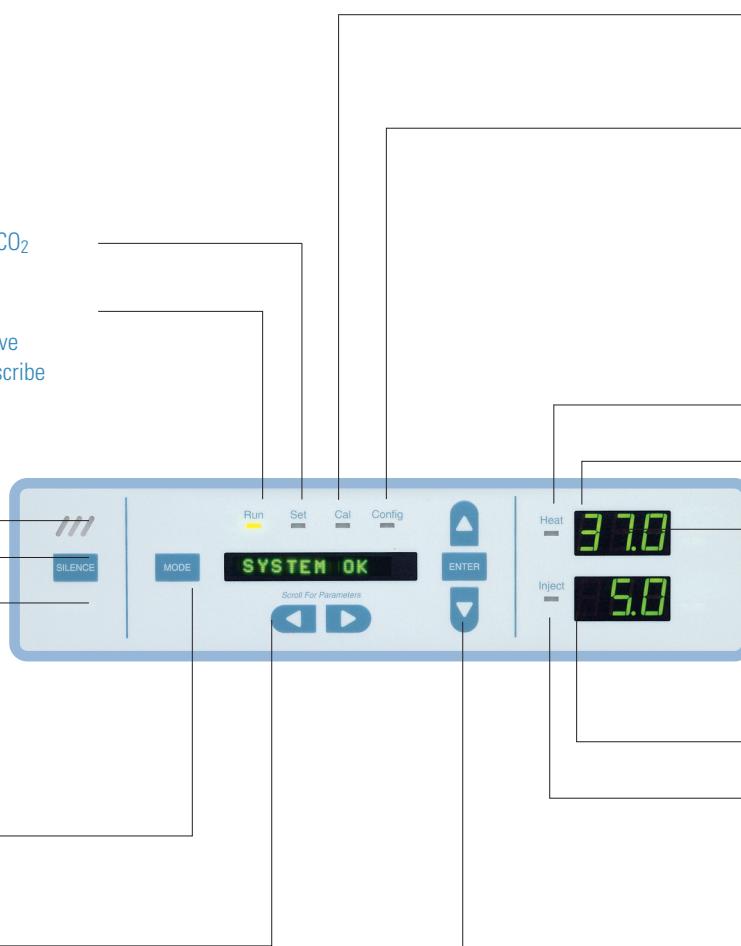 CO₂
ve
scribe
Run Set Cal Config
Heat
37.0
SILENCE
MODE
SYSTEM OK
ENTER
Inject
5.0
Scroll For Parameters